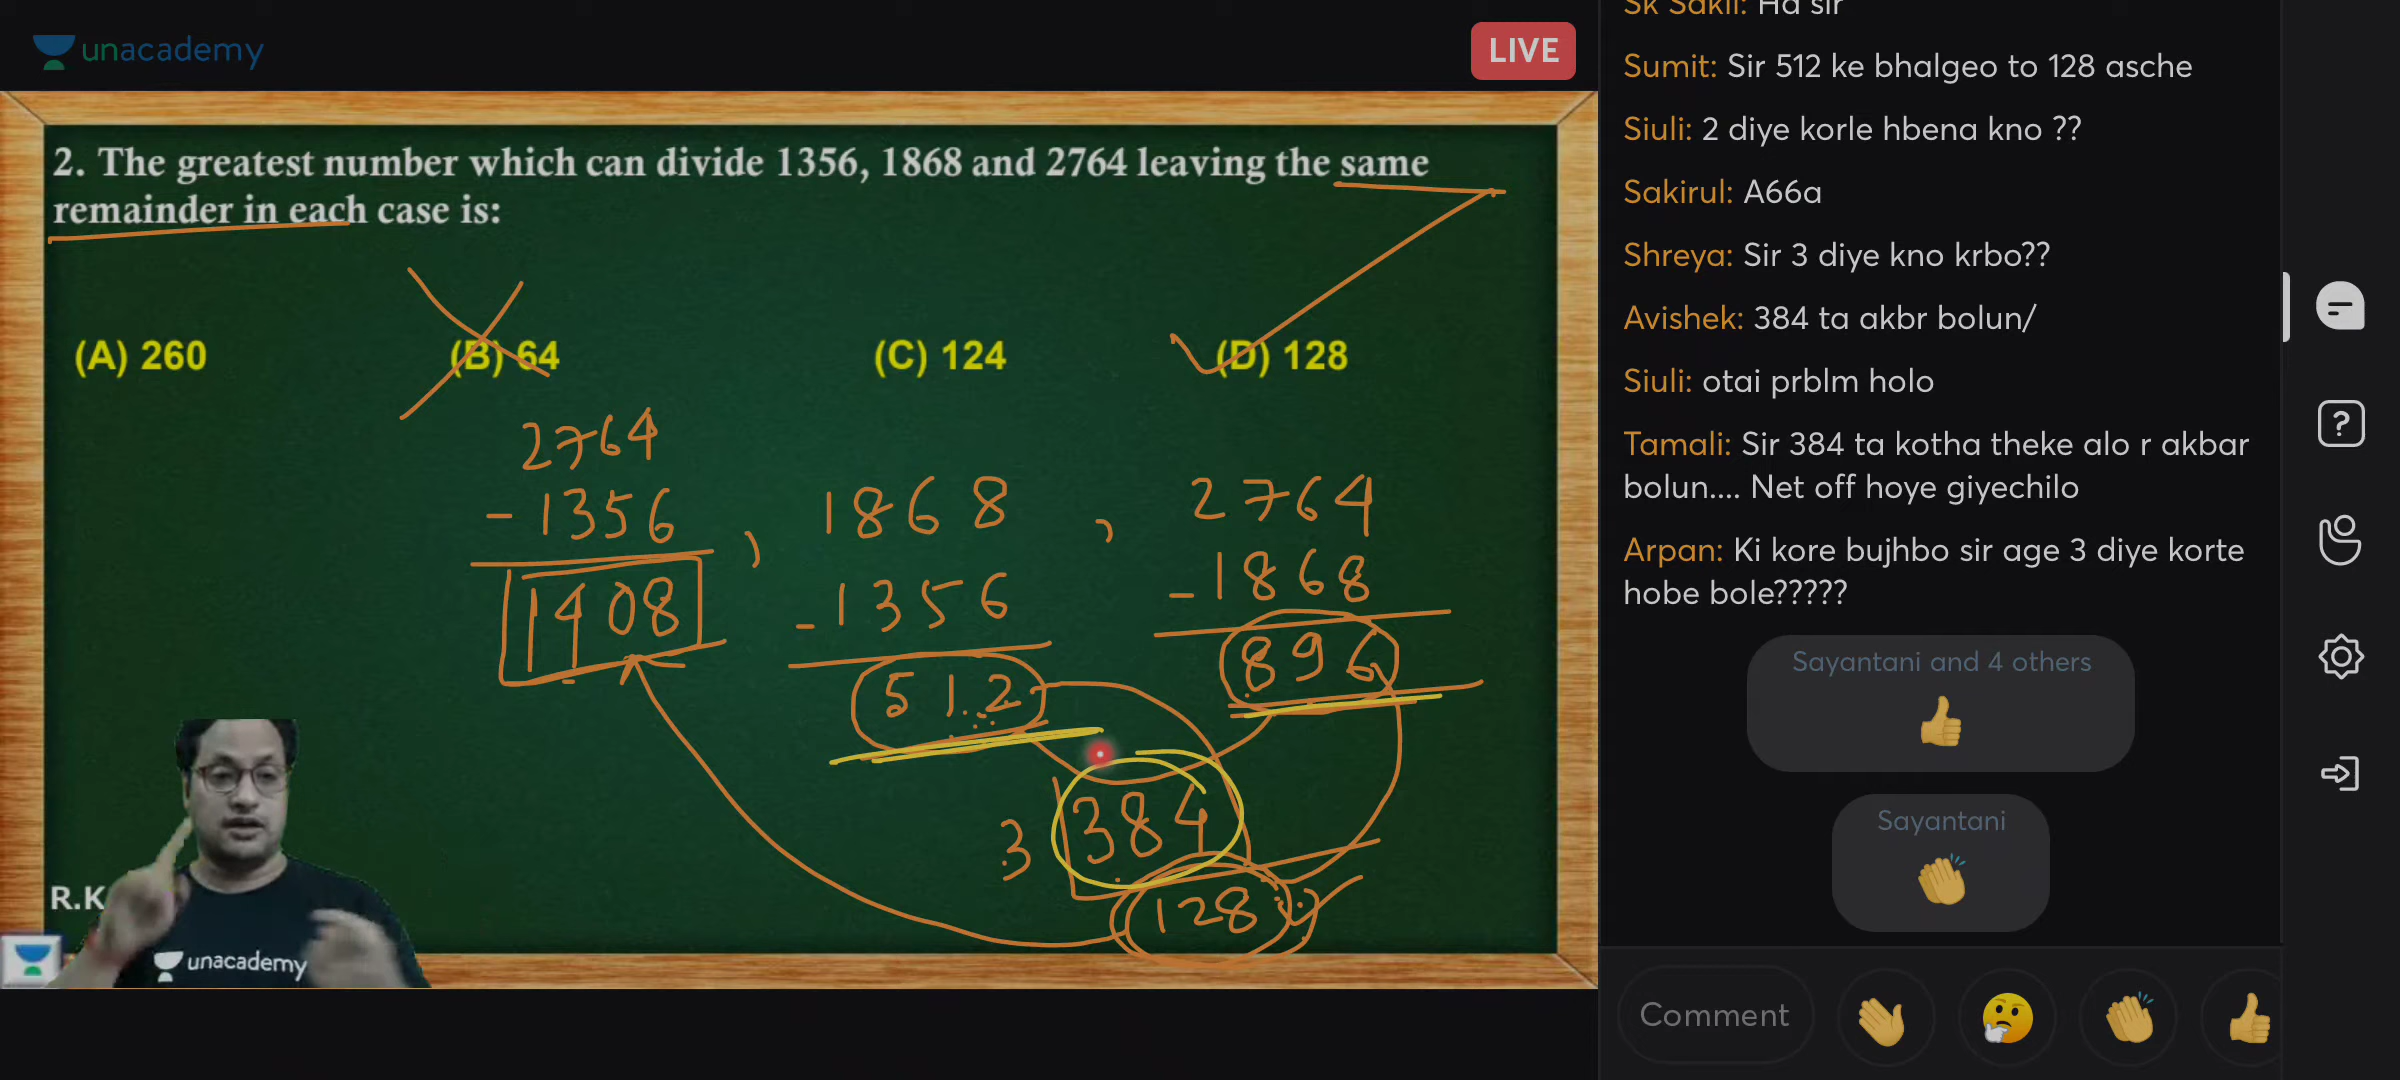 unacademy
LIVE
2. The greatest number which can divide 1356, 1868 and 2764 leaving the same
remainder in each case is:
(A) 260
(B) 64
(C) 124
(D) 128
2764
- 1356
1408
,
1868
- 1356
512
,
2764
- 1868
896
3 384
128
R.K
unacademy
Sk Sakil: Ha sir
Sumit: Sir 512 ke bhalgeo to 128 asche
Siuli: 2 diye korle hbena kno ??
Sakirul: A66a
Shreya: Sir 3 diye kno krbo??
Avishek: 384 ta akbr bolun/
Siuli: otai prblm holo
Tamali: Sir 384 ta kotha theke alo r akbar
bolun.... Net off hoye giyechilo
Arpan: Ki kore bujhbo sir age 3 diye korte
hobe bole?????
Sayantani and 4 others
Sayantani
Comment